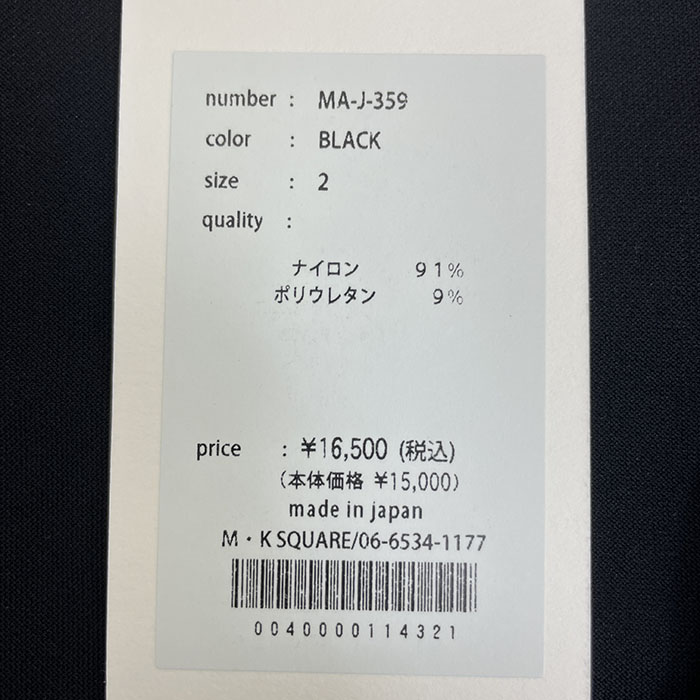 number : MA-J-359
color : BLACK
size : 2
quality :
ナイロン 91%
ポリウレタン 9%
price : ¥16,500 (税込)
(本体価格 ¥15,000)
made in japan
M・K SQUARE/06-6534-1177
0040000114321